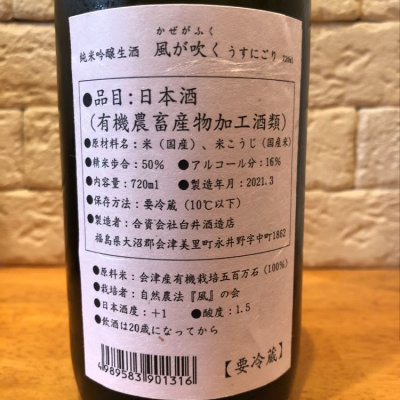 かぜがふく
純米吟醸生酒 風が吹く うすにごり 720ml
●品目:日本酒
(有機農畜産物加工酒類)
●原材料名:米(国産)、米こうじ(国産米)
●精米歩合:50% ●アルコール分:16%
●内容量:720ml ●製造年月:2021.3
●保存方法:要冷蔵(10℃以下)
●製造者:合資会社白井酒造店
福島県大沼郡会津美里町永井野字中町1862
●原料米:会津産有機栽培五百万石(100%)
●栽培者:自然農法『風』の会
●日本酒度:+1 ●酸度:1.5
●飲酒は20歳になってから
4989583901316
【要冷蔵】